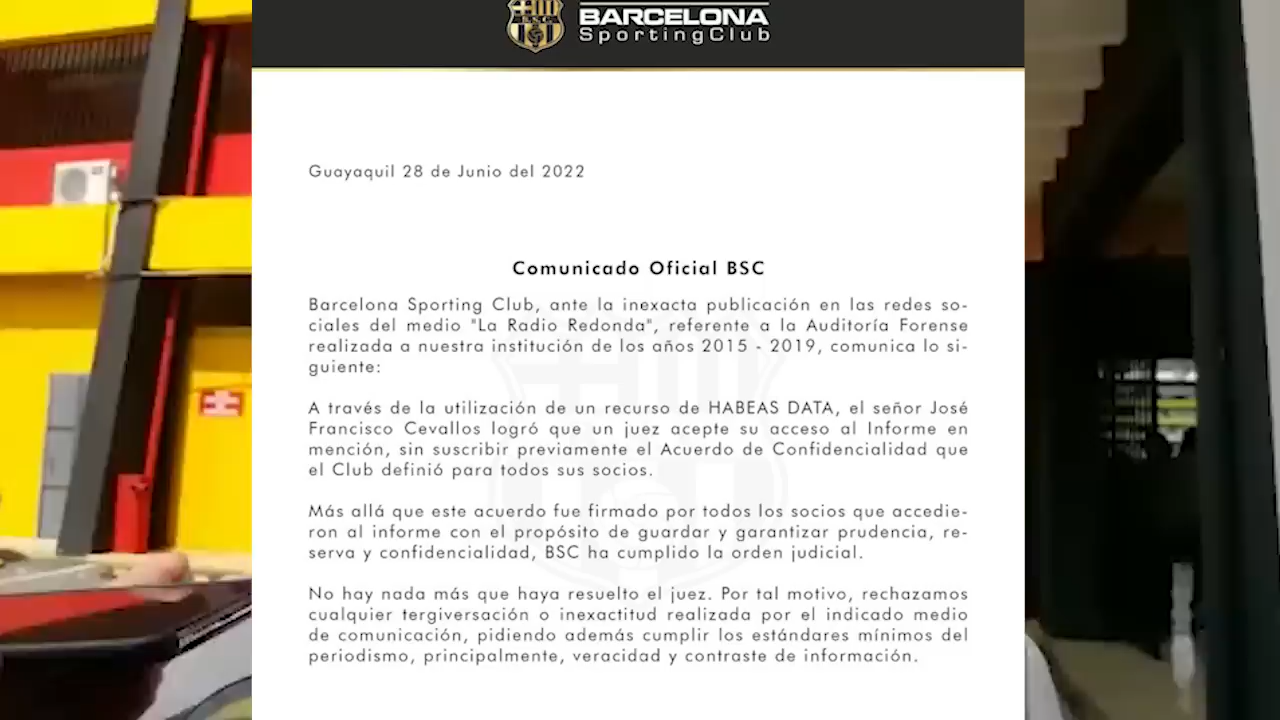 BARCELONA
SportingClub
Guayaquil 28 de Junio del 2022
Comunicado Oficial BSC
Barcelona Sporting Club, ante la inexacta publicación en las redes so-
ciales del medio "La Radio Redonda", referente a la Auditoría Forense
realizada a nuestra institución de los años 2015 - 2019, comunica lo si-
guiente:
A través de la utilización de un recurso de HABEAS DATA, el señor José
Francisco Cevallos logró que un juez acepte su acceso al Informe en
mención, sin suscribir previamente el Acuerdo de Confidencialidad que
el Club definió para todos sus socios.
Más allá que este acuerdo fue firmado por todos los socios que accedie-
ron al informe con el propósito de guardar y garantizar prudencia, re-
serva y confidencialidad, BSC ha cumplido la orden judicial.
No hay nada más que haya resuelto el juez. Por tal motivo, rechazamos
cualquier tergiversación o inexactitud realizada por el indicado medio
de comunicación, pidiendo además cumplir los estándares mínimos del
periodismo, principalmente, veracidad y contraste de información.